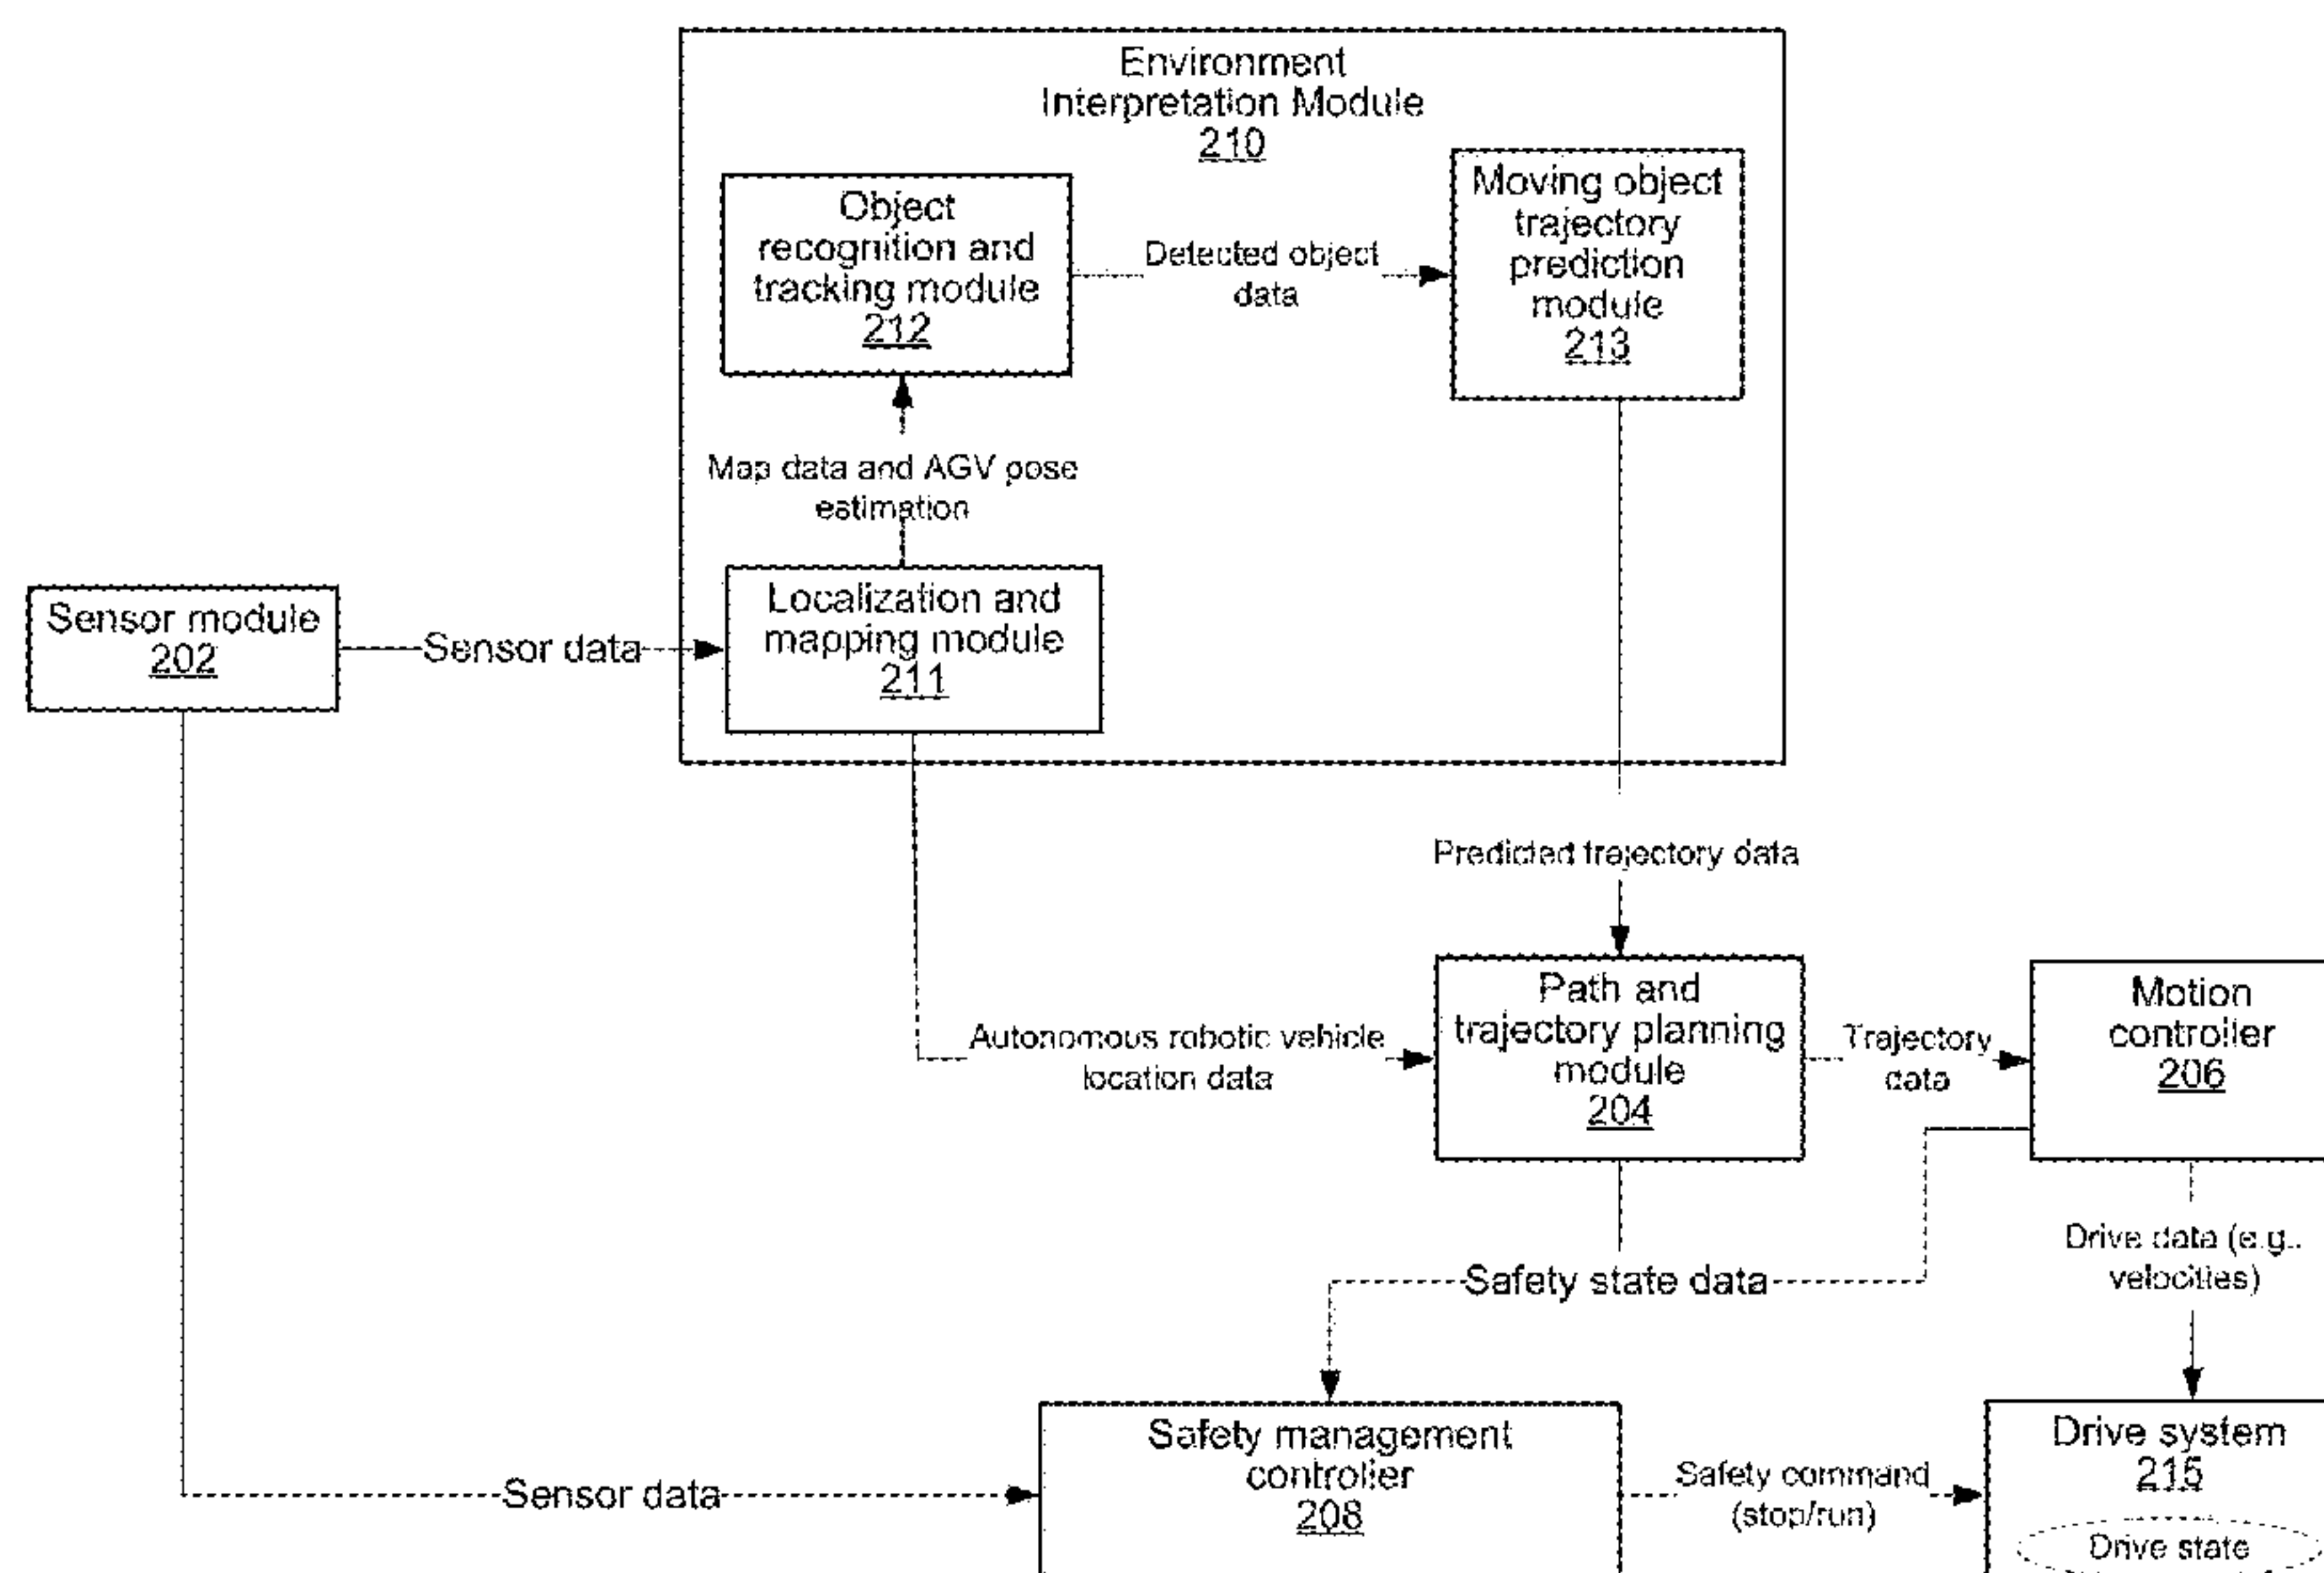 Environment
Interpretation Module
210
Object
recognition and
tracking module
212
Detected object
data
Moving object
trajectory
prediction
module
213
Map data and AGV pose
estimation
Sensor module
202
Sensor data
Localization and
mapping module
211
Predicted trajectory data
Autonomous robotic vehicle
location data
Path and
trajectory planning
module
204
Trajectory
data
Motion
controller
206
Safety state data
Drive data (e.g.,
velocities)
Sensor data
Safety management
controller
208
Safety command
(stop/run)
Drive system
215
Drive state